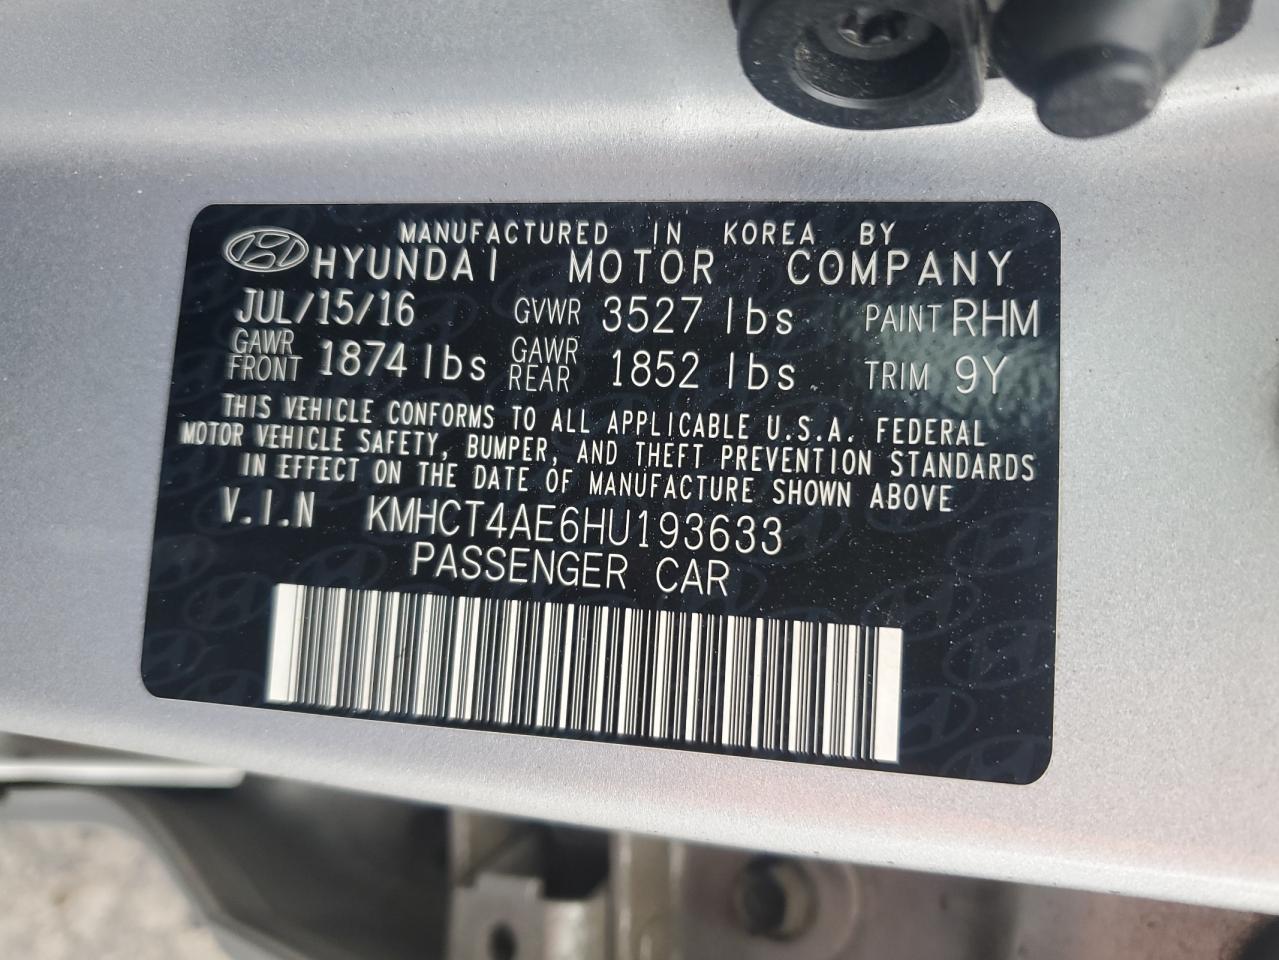 MANUFACTURED IN KOREA BY
HYUNDAI MOTOR COMPANY
JUL/15/16 GVWR 3527 lbs PAINT RHM
GAWR FRONT 1874 lbs GAWR REAR 1852 lbs TRIM 9Y
THIS VEHICLE CONFORMS TO ALL APPLICABLE U.S.A. FEDERAL
MOTOR VEHICLE SAFETY, BUMPER, AND THEFT PREVENTION STANDARDS
IN EFFECT ON THE DATE OF MANUFACTURE SHOWN ABOVE
V.I.N KMHCT4AE6HU193633
PASSENGER CAR